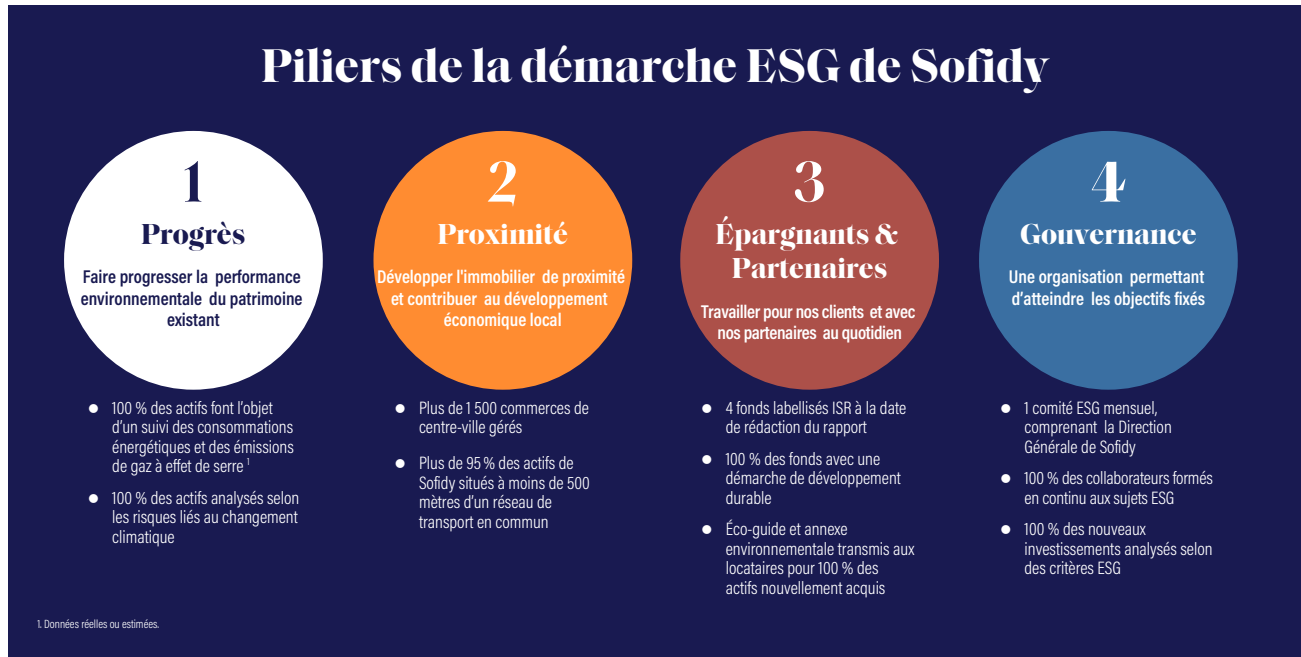 Piliers de la démarche ESG de Sofidy
1
Progrès
Faire progresser la performance
environnementale du patrimoine
existant
● 100 % des actifs font l'objet
d'un suivi des consommations
énergétiques et des émissions
de gaz à effet de serre ¹
● 100 % des actifs analysés selon
les risques liés au changement
climatique
2
Proximité
Développer l'immobilier de proximité
et contribuer au développement
économique local
● Plus de 1 500 commerces de
centre-ville gérés
● Plus de 95 % des actifs de
Sofidy situés à moins de 500
mètres d'un réseau de
transport en commun
3
Épargnants &
Partenaires
Travailler pour nos clients et avec
nos partenaires au quotidien
● 4 fonds labellisés ISR à la date
de rédaction du rapport
● 100 % des fonds avec une
démarche de développement
durable
● Éco-guide et annexe
environnementale transmis aux
locataires pour 100 % des
actifs nouvellement acquis
4
Gouvernance
Une organisation permettant
d'atteindre les objectifs fixés
● 1 comité ESG mensuel,
comprenant la Direction
Générale de Sofidy
● 100 % des collaborateurs formés
en continu aux sujets ESG
● 100 % des nouveaux
investissements analysés selon
des critères ESG
1. Données réelles ou estimées.